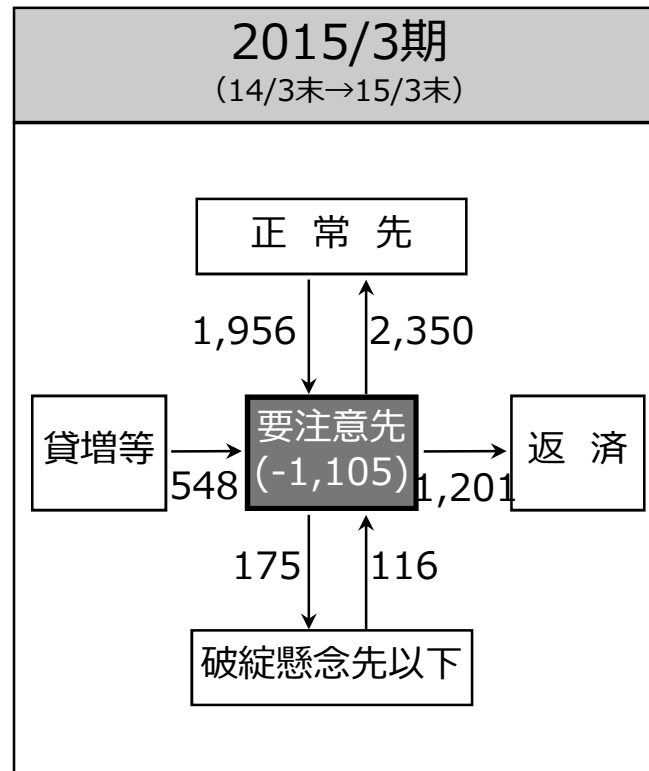 2015/3期
（14/3末→15/3末）
正 常 先
1,956
2,350
貸増等
548
要注意先
(-1,105)
1,201
返 済
175
116
破綻懸念先以下